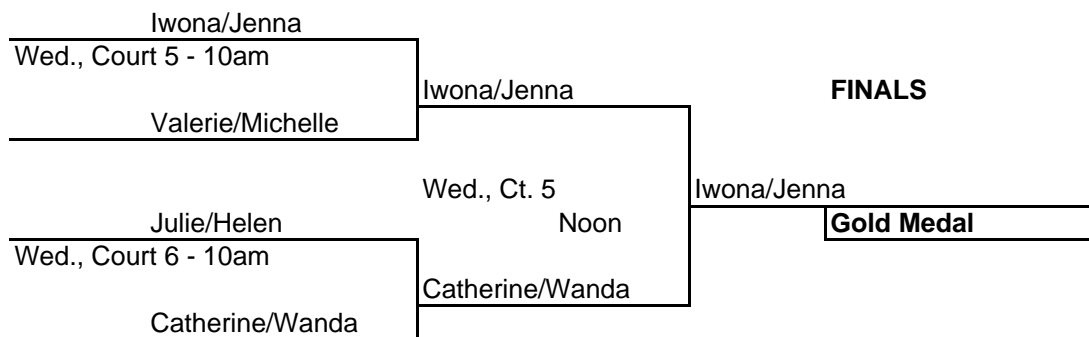 Iwona/Jenna
Wed., Court 5 - 10am
Iwona/Jenna
FINALS
Valerie/Michelle
Wed., Ct. 5
Iwona/Jenna
Julie/Helen
Noon
Gold Medal
Wed., Court 6 - 10am
Catherine/Wanda
Catherine/Wanda